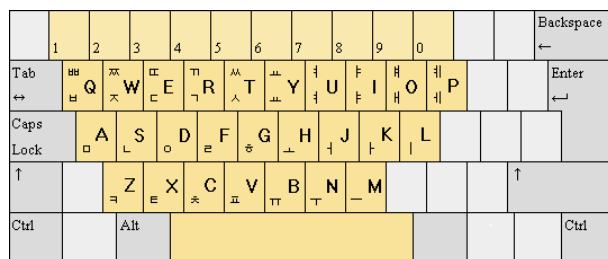 Backspace
1 2 3 4 5 6 7 8 9 0 ←
Tab ㅃ ㅉ ㄸ ㄲ ㅆ ㅛ ㅕ ㅑ ㅒ ㅖ Enter
Q W E R T Y U I O P
↔ ㅂ ㅈ ㄷ ㄱ ㅅ ㅛ ㅕ ㅑ ㅐ ㅔ ↵
Caps A S D F G H J K L
Lock ㅁ ㄴ ㅇ ㄹ ㅎ ㅗ ㅓ ㅏ ㅣ
↑ Z X C V B N M ↑
ㅋ ㅌ ㅊ ㅍ ㅠ ㅜ ㅡ
Ctrl Alt Ctrl